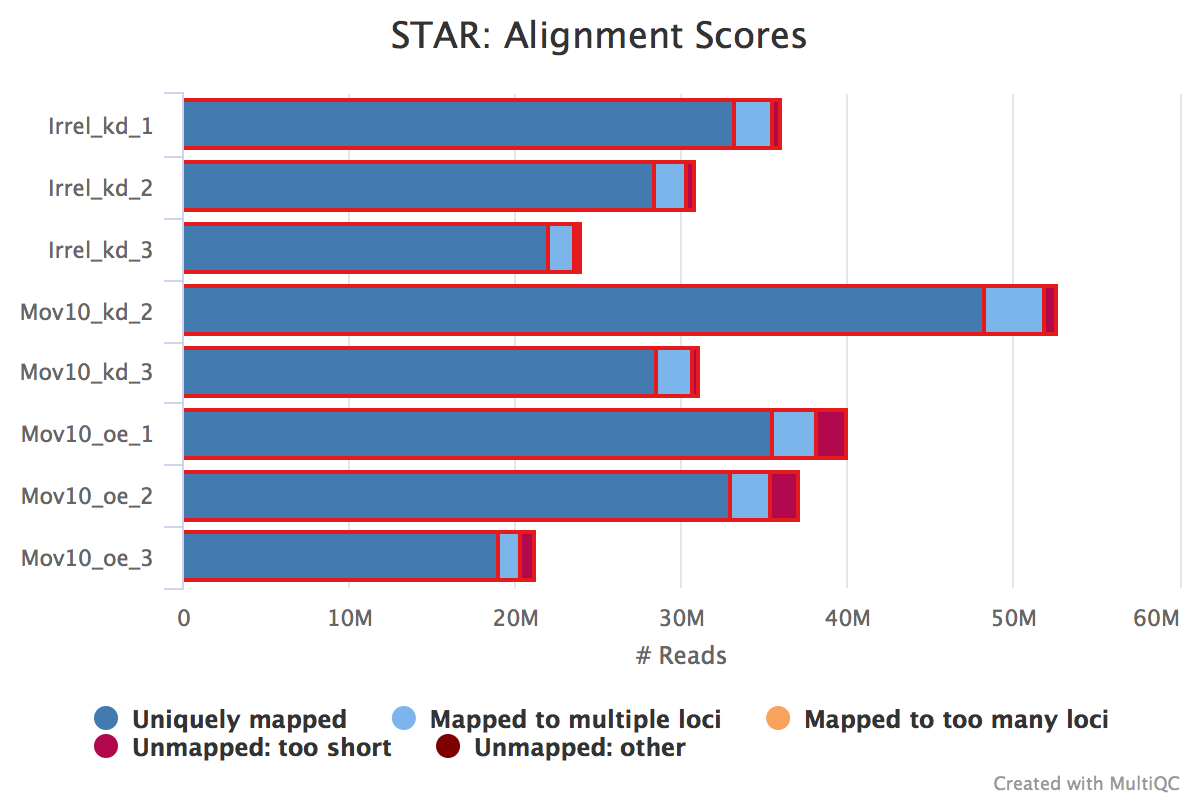 STAR: Alignment Scores
Irrel_kd_1
Irrel_kd_2
Irrel_kd_3
Mov10_kd_2
Mov10_kd_3
Mov10_oe_1
Mov10_oe_2
Mov10_oe_3
0 10M 20M 30M 40M 50M 60M
# Reads
Uniquely mapped Mapped to multiple loci Mapped to too many loci
Unmapped: too short Unmapped: other
Created with MultiQC